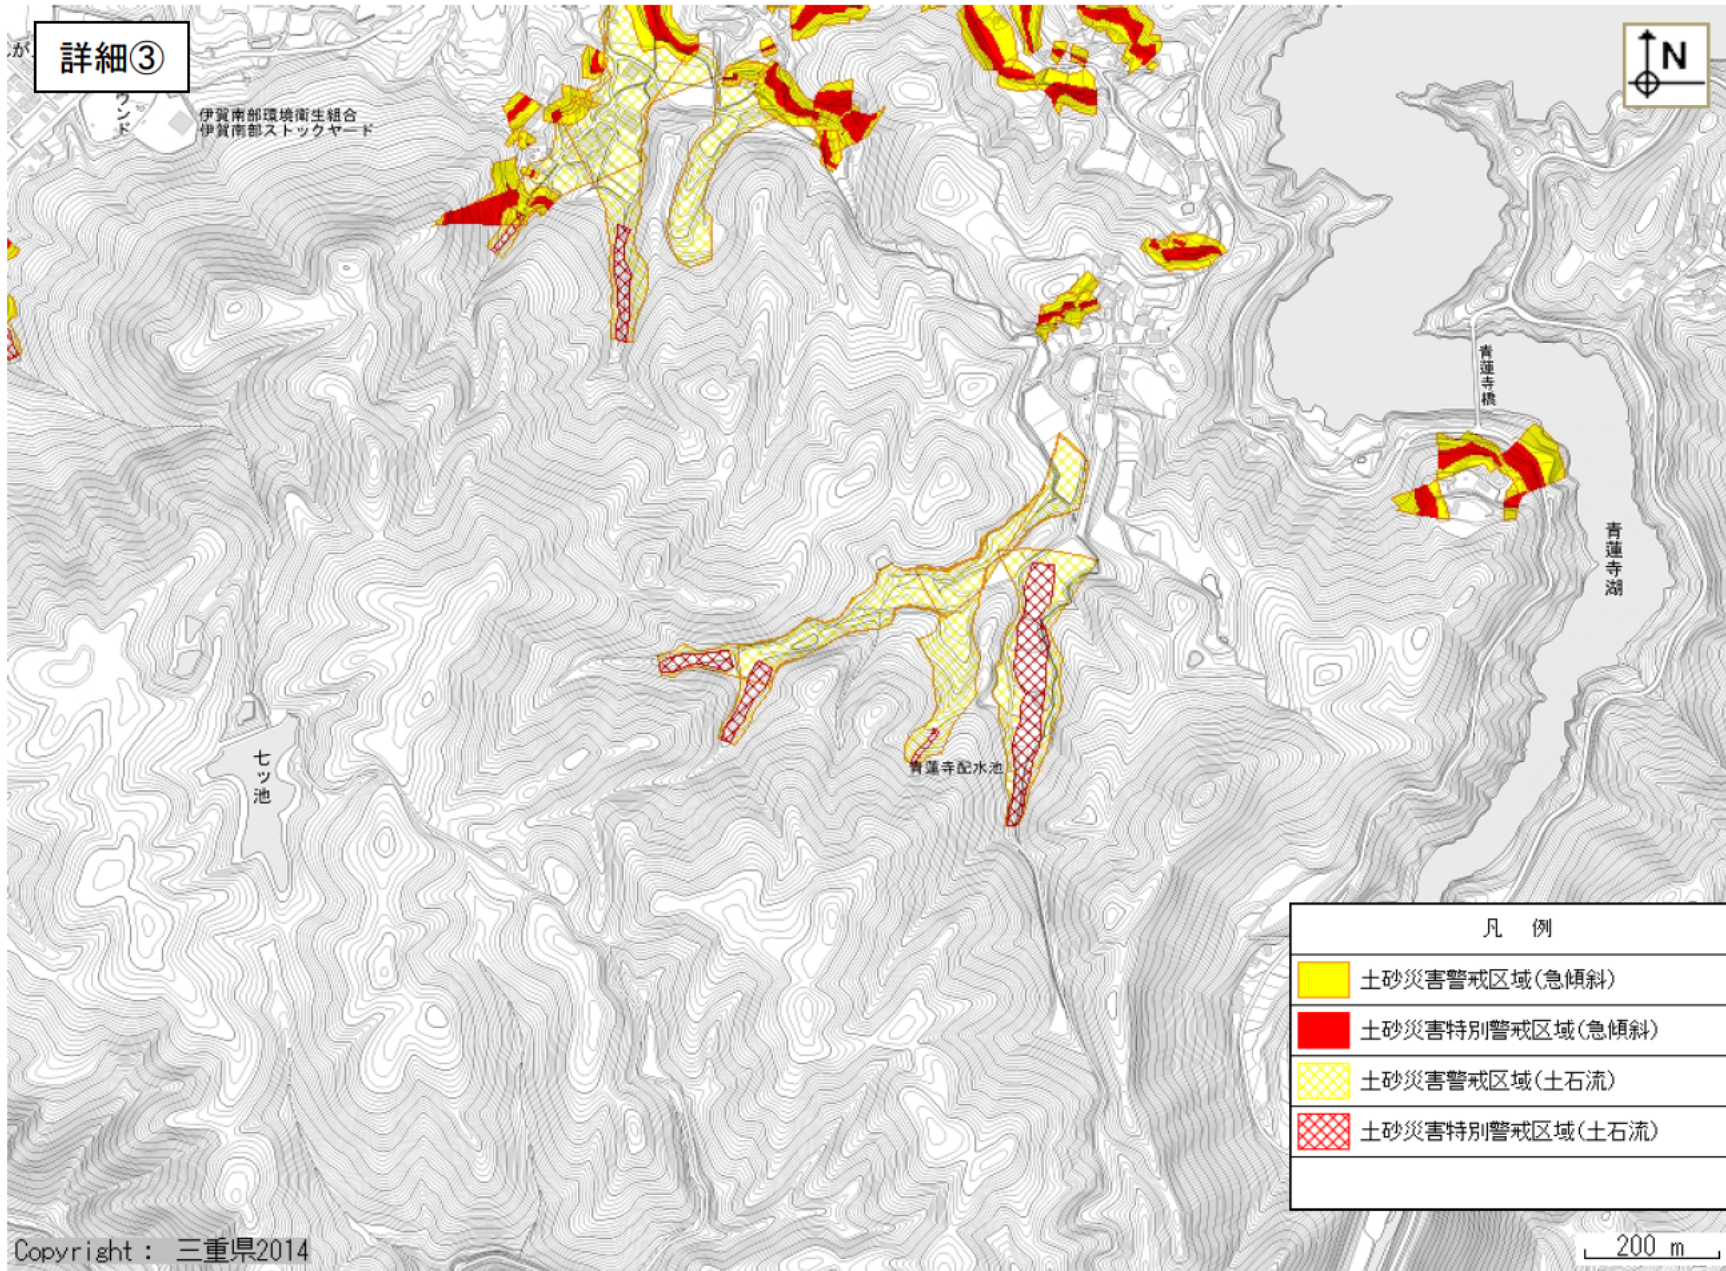 詳細③
N
ウンド
伊賀南部環境衛生組合
伊賀南部ストックヤード
青蓮寺橋
青蓮寺湖
七ッ池
青蓮寺配水池
凡 例
土砂災害警戒区域(急傾斜)
土砂災害特別警戒区域(急傾斜)
土砂災害警戒区域(土石流)
土砂災害特別警戒区域(土石流)
200 m
Copyright : 三重県2014